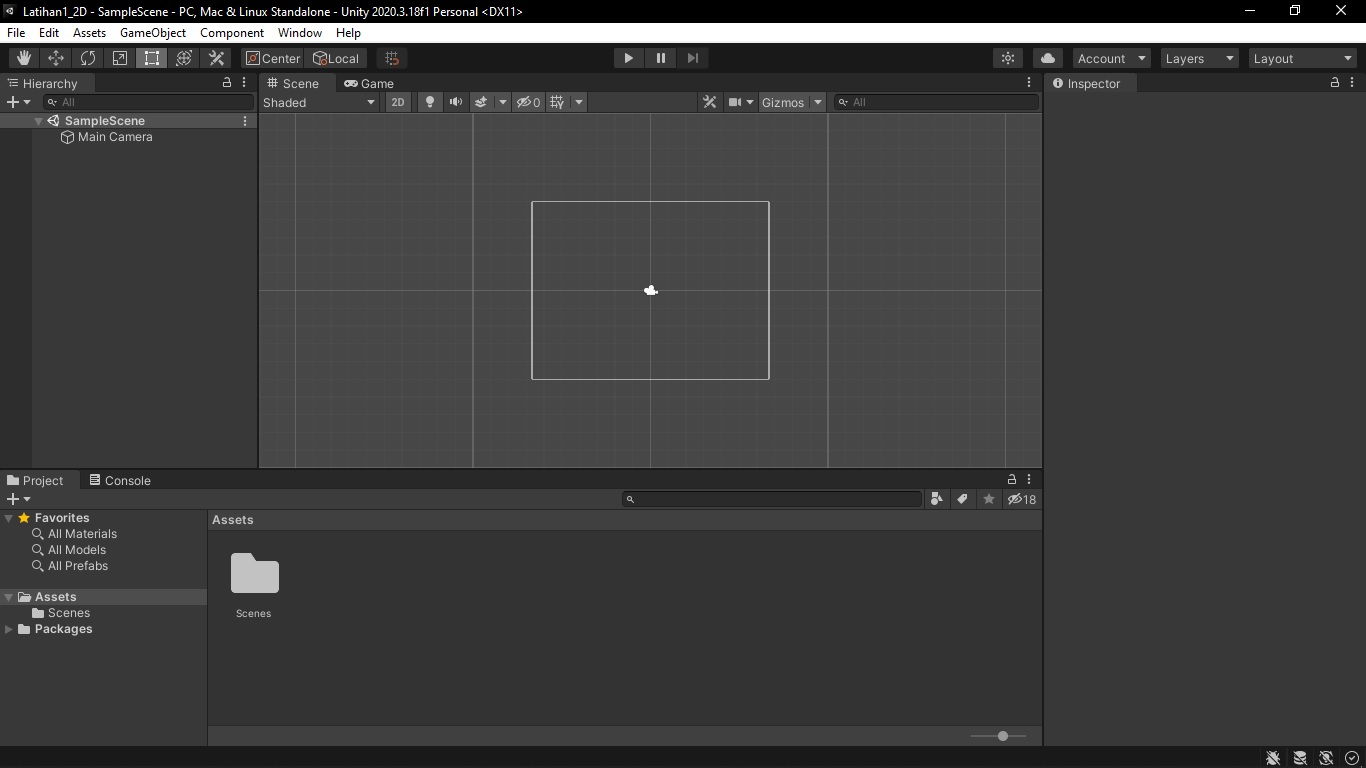 Latihan1_2D - SampleScene - PC, Mac & Linux Standalone - Unity 2020.3.18f1 Personal <DX11>
File Edit Assets GameObject Component Window Help
Center Local Account Layers Layout
Hierarchy
All
SampleScene
Main Camera
Scene Game
Shaded 2D 0 Gizmos All
Inspector
Project Console
18
Favorites
All Materials
All Models
All Prefabs
Assets
Scenes
Packages
Assets
Scenes